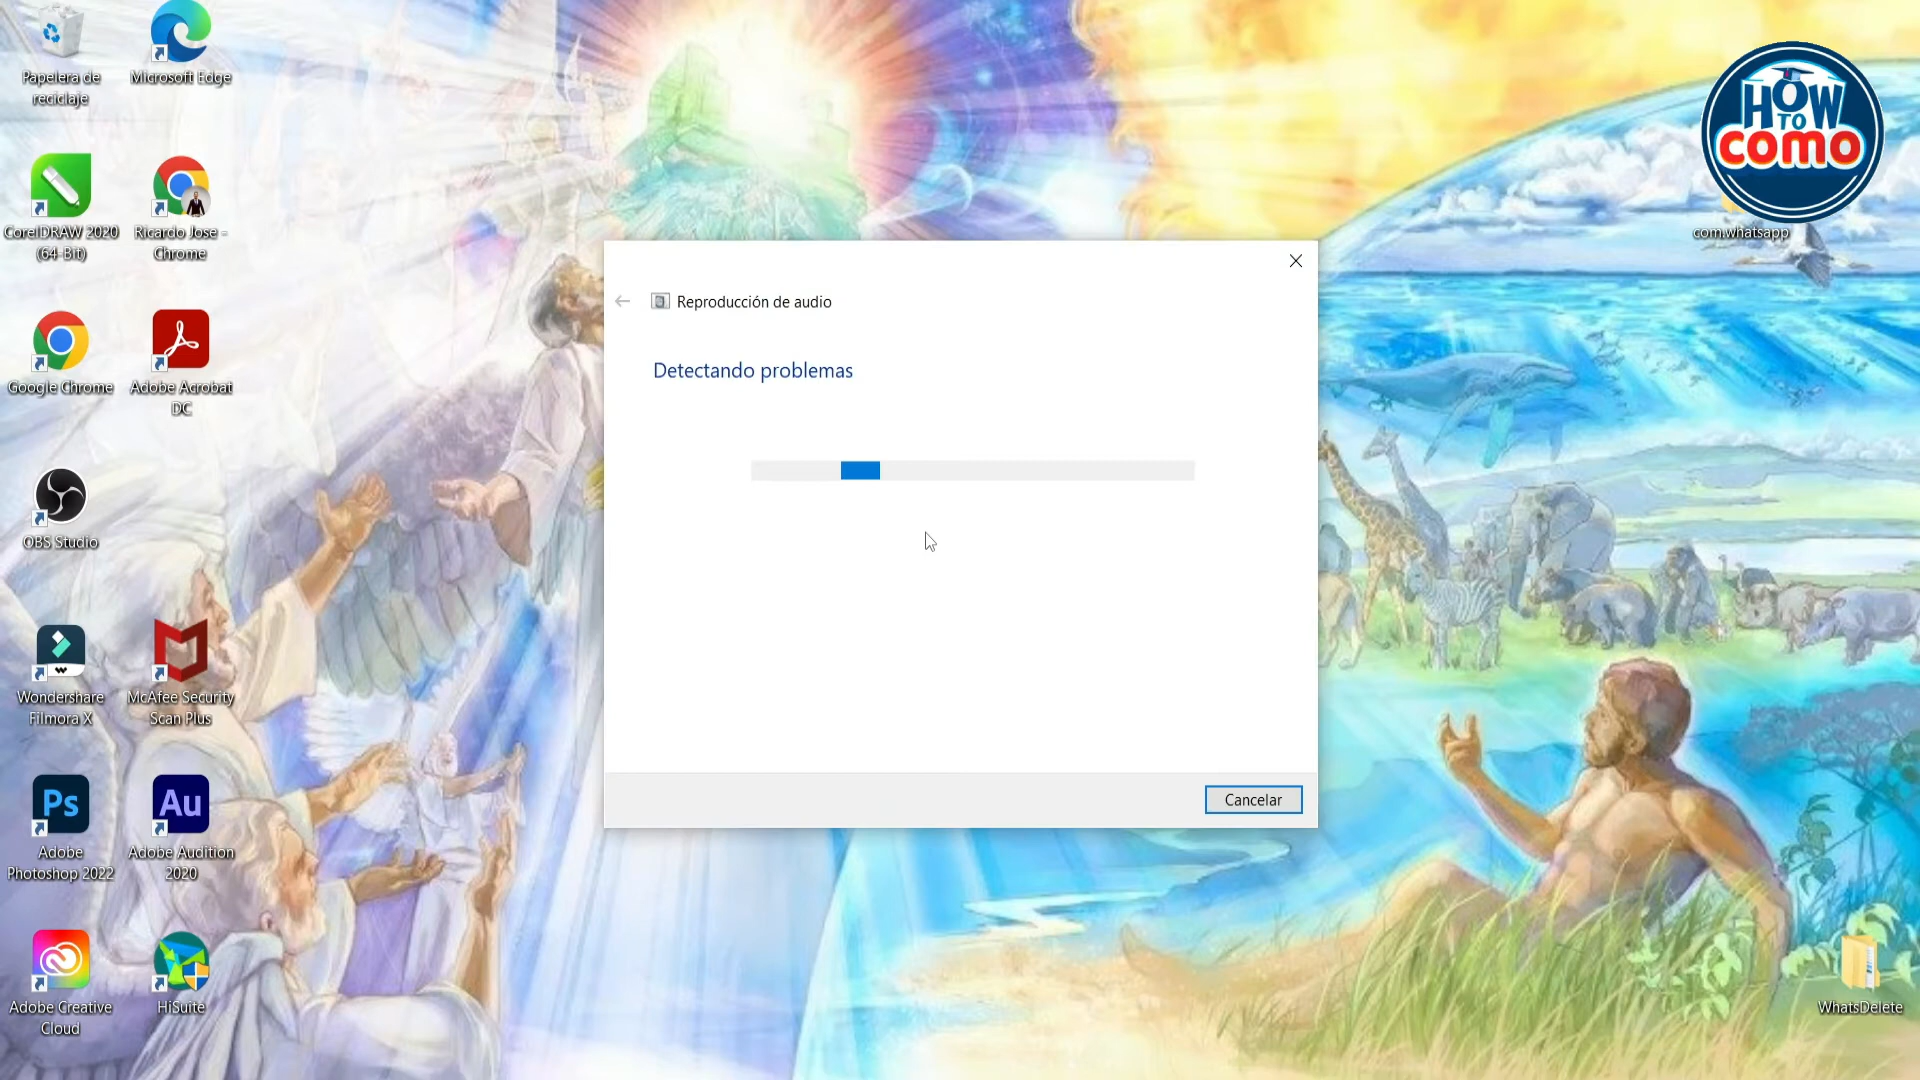 Papelera de
reciclaje
Microsoft Edge
HOW
TO
como
com.whatsapp
CorelDRAW 2020
(64-Bit)
Ricardo Jose -
Chrome
Reproducción de audio
Detectando problemas
Google Chrome
Adobe Acrobat
DC
OBS Studio
Wondershare
Filmora X
McAfee Security
Scan Plus
Cancelar
Ps
Au
Adobe
Photoshop 2022
Adobe Audition
2020
Adobe Creative
Cloud
HiSuite
WhatsDelete